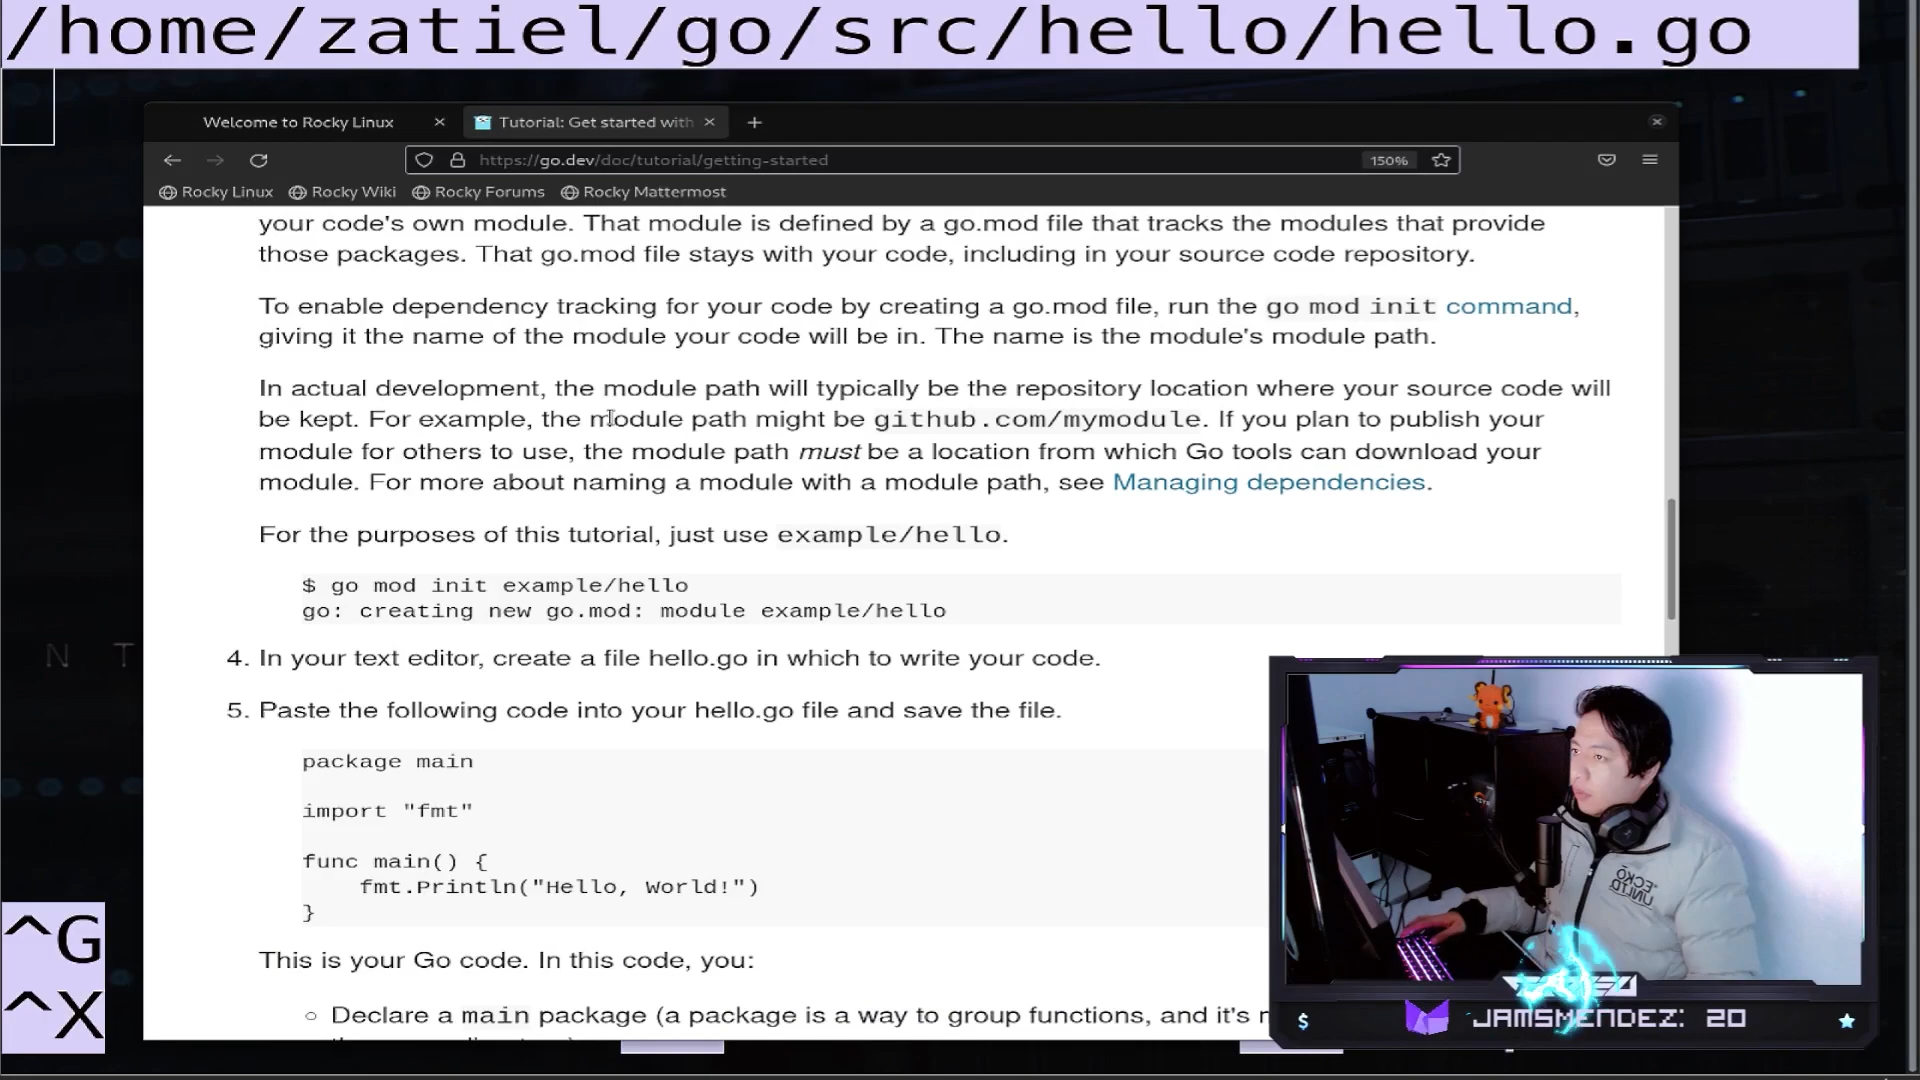 /home/zatiel/go/src/hello/hello.go
Welcome to Rocky Linux
Tutorial: Get started with
https://go.dev/doc/tutorial/getting-started
150%
Rocky Linux
Rocky Wiki
Rocky Forums
Rocky Mattermost
your code's own module. That module is defined by a go.mod file that tracks the modules that provide
those packages. That go.mod file stays with your code, including in your source code repository.
To enable dependency tracking for your code by creating a go.mod file, run the go mod init command,
giving it the name of the module your code will be in. The name is the module's module path.
In actual development, the module path will typically be the repository location where your source code will
be kept. For example, the module path might be github.com/mymodule. If you plan to publish your
module for others to use, the module path must be a location from which Go tools can download your
module. For more about naming a module with a module path, see Managing dependencies.
For the purposes of this tutorial, just use example/hello.
$ go mod init example/hello
go: creating new go.mod: module example/hello
N T
4. In your text editor, create a file hello.go in which to write your code.
5. Paste the following code into your hello.go file and save the file.
package main
import "fmt"
func main() {
fmt.Println("Hello, World!")
}
This is your Go code. In this code, you:
Declare a main package (a package is a way to group functions, and it's
^G
^X
ECKO
UNLTD
$ JAMSMENDEZ: 20